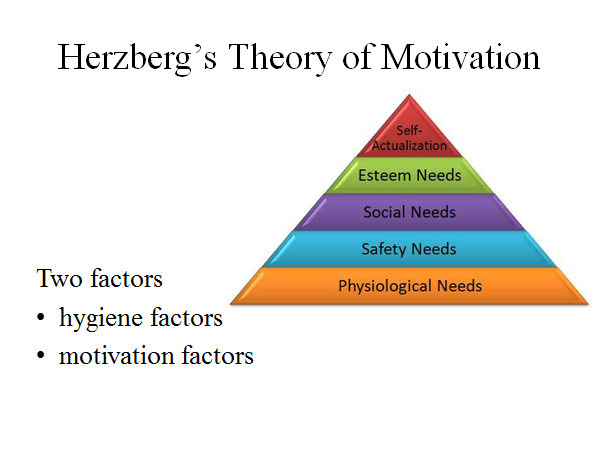 Herzberg's Theory of Motivation
Self-
Actualization
Esteem Needs
Social Needs
Safety Needs
Physiological Needs
Two factors
• hygiene factors
• motivation factors